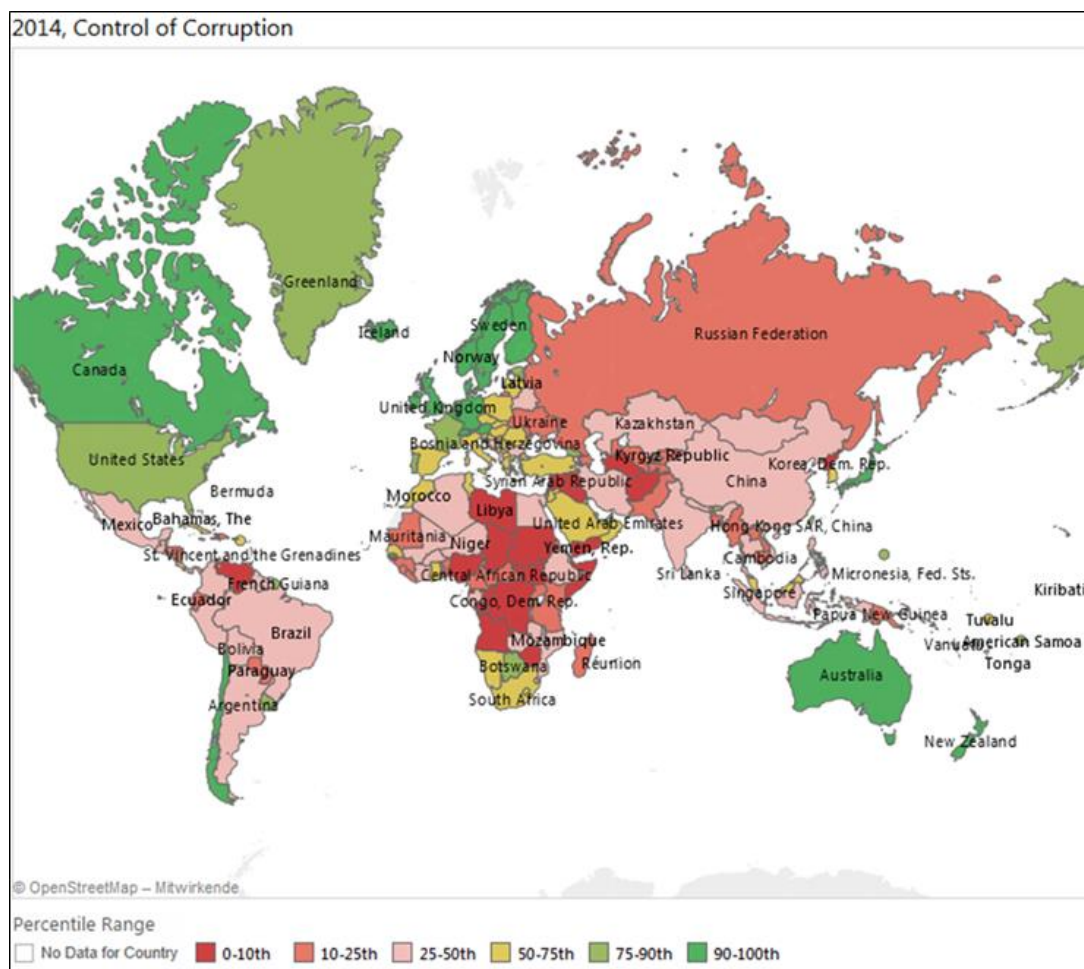 2014, Control of Corruption
Greenland
Iceland
Sweden
Russian Federation
Norway
Canada
Latvia
United Kingdom
Ukraine
Kazakhstan
Bosnia and Herzegovina
United States
Kyrgyz Republic
Korea, Dem. Rep.
Syrian Arab Republic
China
Bermuda
Morocco
Libya
Mexico
Bahamas, The
United Arab Emirates
Hong Kong SAR, China
Mauritania
Niger
Yemen, Rep.
St. Vincent and the Grenadines
Cambodia
Central African Republic
Sri Lanka
Micronesia, Fed. Sts.
French Guiana
Singapore
Kiribati
Ecuador
Congo, Dem. Rep.
Papua New Guinea
Tuvalu
Brazil
Mozambique
American Samoa
Bolivia
Tonga
Botswana
Réunion
Paraguay
Australia
South Africa
Argentina
New Zealand
© OpenStreetMap – Mitwirkende
Percentile Range
No Data for Country 0-10th 10-25th 25-50th 50-75th 75-90th 90-100th